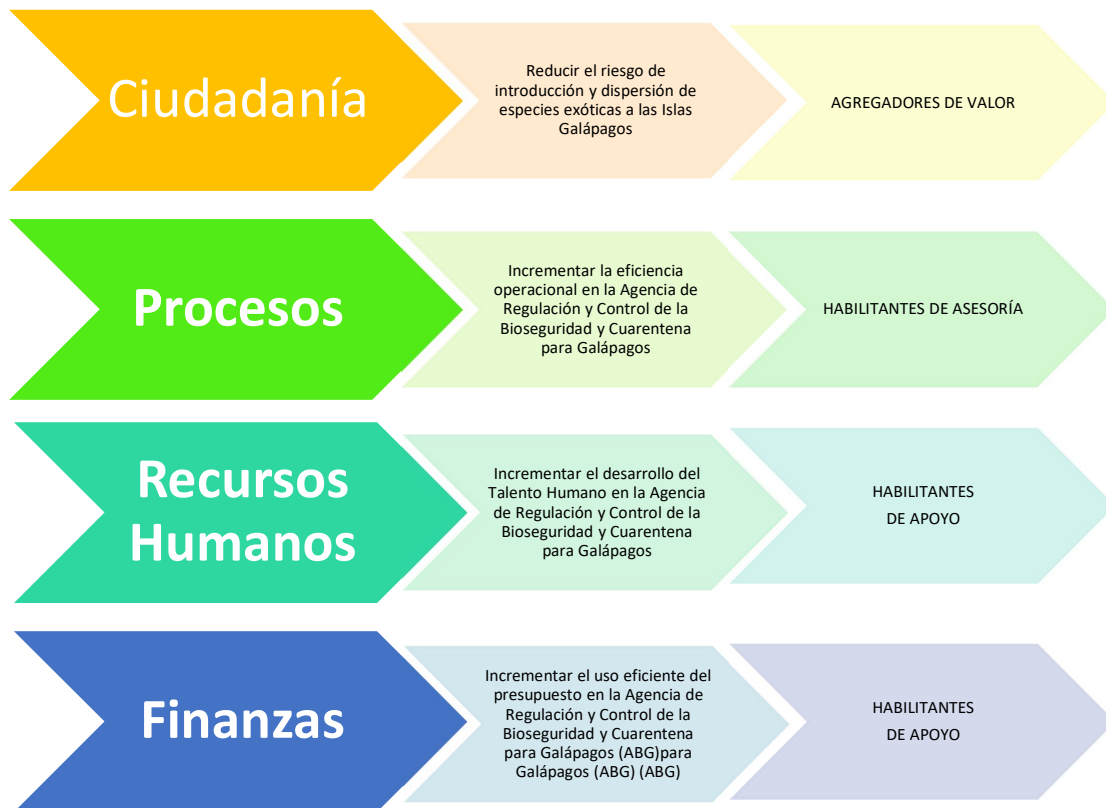 Ciudadanía
Reducir el riesgo de
introducción y dispersión de
especies exóticas a las Islas
Galápagos
AGREGADORES DE VALOR
Procesos
Incrementar la eficiencia
operacional en la Agencia de
Regulación y Control de la
Bioseguridad y Cuarentena
para Galápagos
HABILITANTES DE ASESORÍA
Recursos
Humanos
Incrementar el desarrollo del
Talento Humano en la Agencia
de Regulación y Control de la
Bioseguridad y Cuarentena
para Galápagos
HABILITANTES
DE APOYO
Finanzas
Incrementar el uso eficiente del
presupuesto en la Agencia de
Regulación y Control de la
Bioseguridad y Cuarentena
para Galápagos (ABG)para
Galápagos (ABG) (ABG)
HABILITANTES
DE APOYO